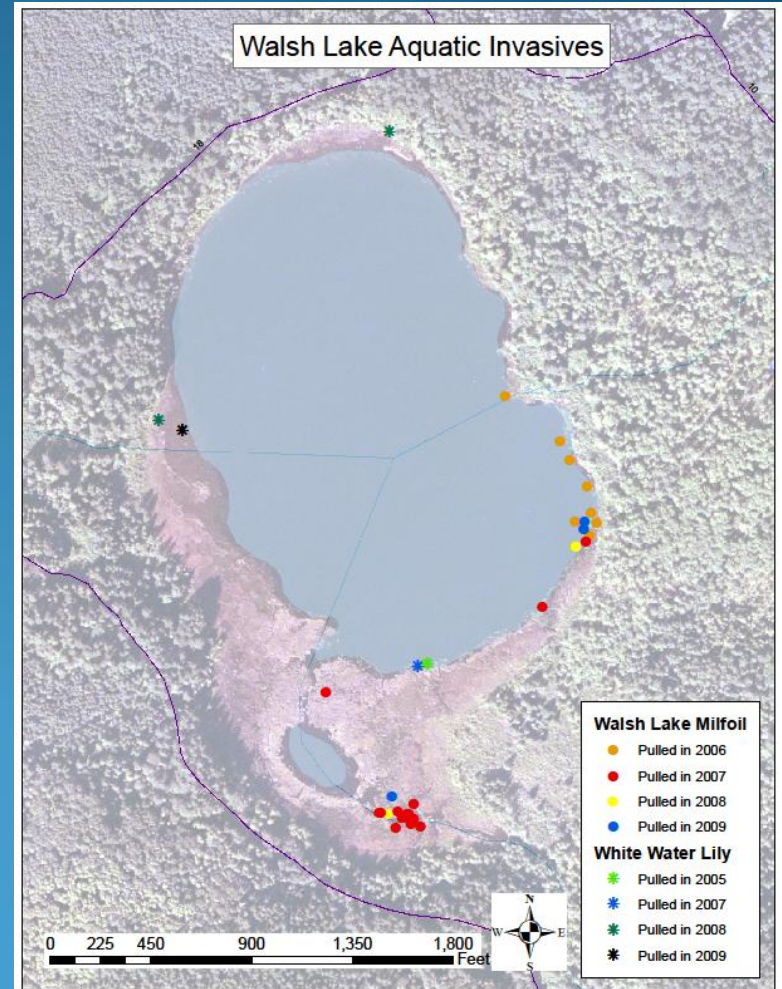 Walsh Lake Aquatic Invasives
18
10
Walsh Lake Milfoil
Pulled in 2006
Pulled in 2007
Pulled in 2008
Pulled in 2009
White Water Lily
Pulled in 2005
Pulled in 2007
Pulled in 2008
Pulled in 2009
N
W E
S
0 225 450 900 1,350 1,800
Feet